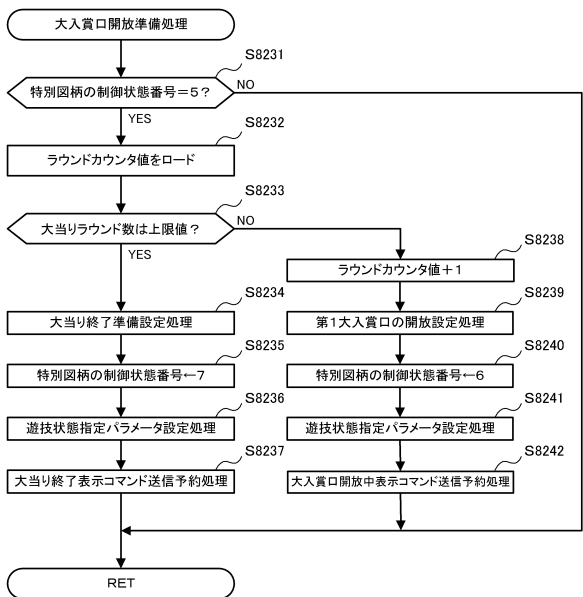 大入賞口開放準備処理
S8231
特別図柄の制御状態番号＝5？
NO
YES
S8232
ラウンドカウンタ値をロード
S8233
大当りラウンド数は上限値？
NO
YES
S8238
ラウンドカウンタ値＋1
S8234
大当り終了準備設定処理
S8239
第1大入賞口の開放設定処理
S8235
特別図柄の制御状態番号←7
S8240
特別図柄の制御状態番号←6
S8236
遊技状態指定パラメータ設定処理
S8241
遊技状態指定パラメータ設定処理
S8237
大当り終了表示コマンド送信予約処理
S8242
大入賞口開放中表示コマンド送信予約処理
RET